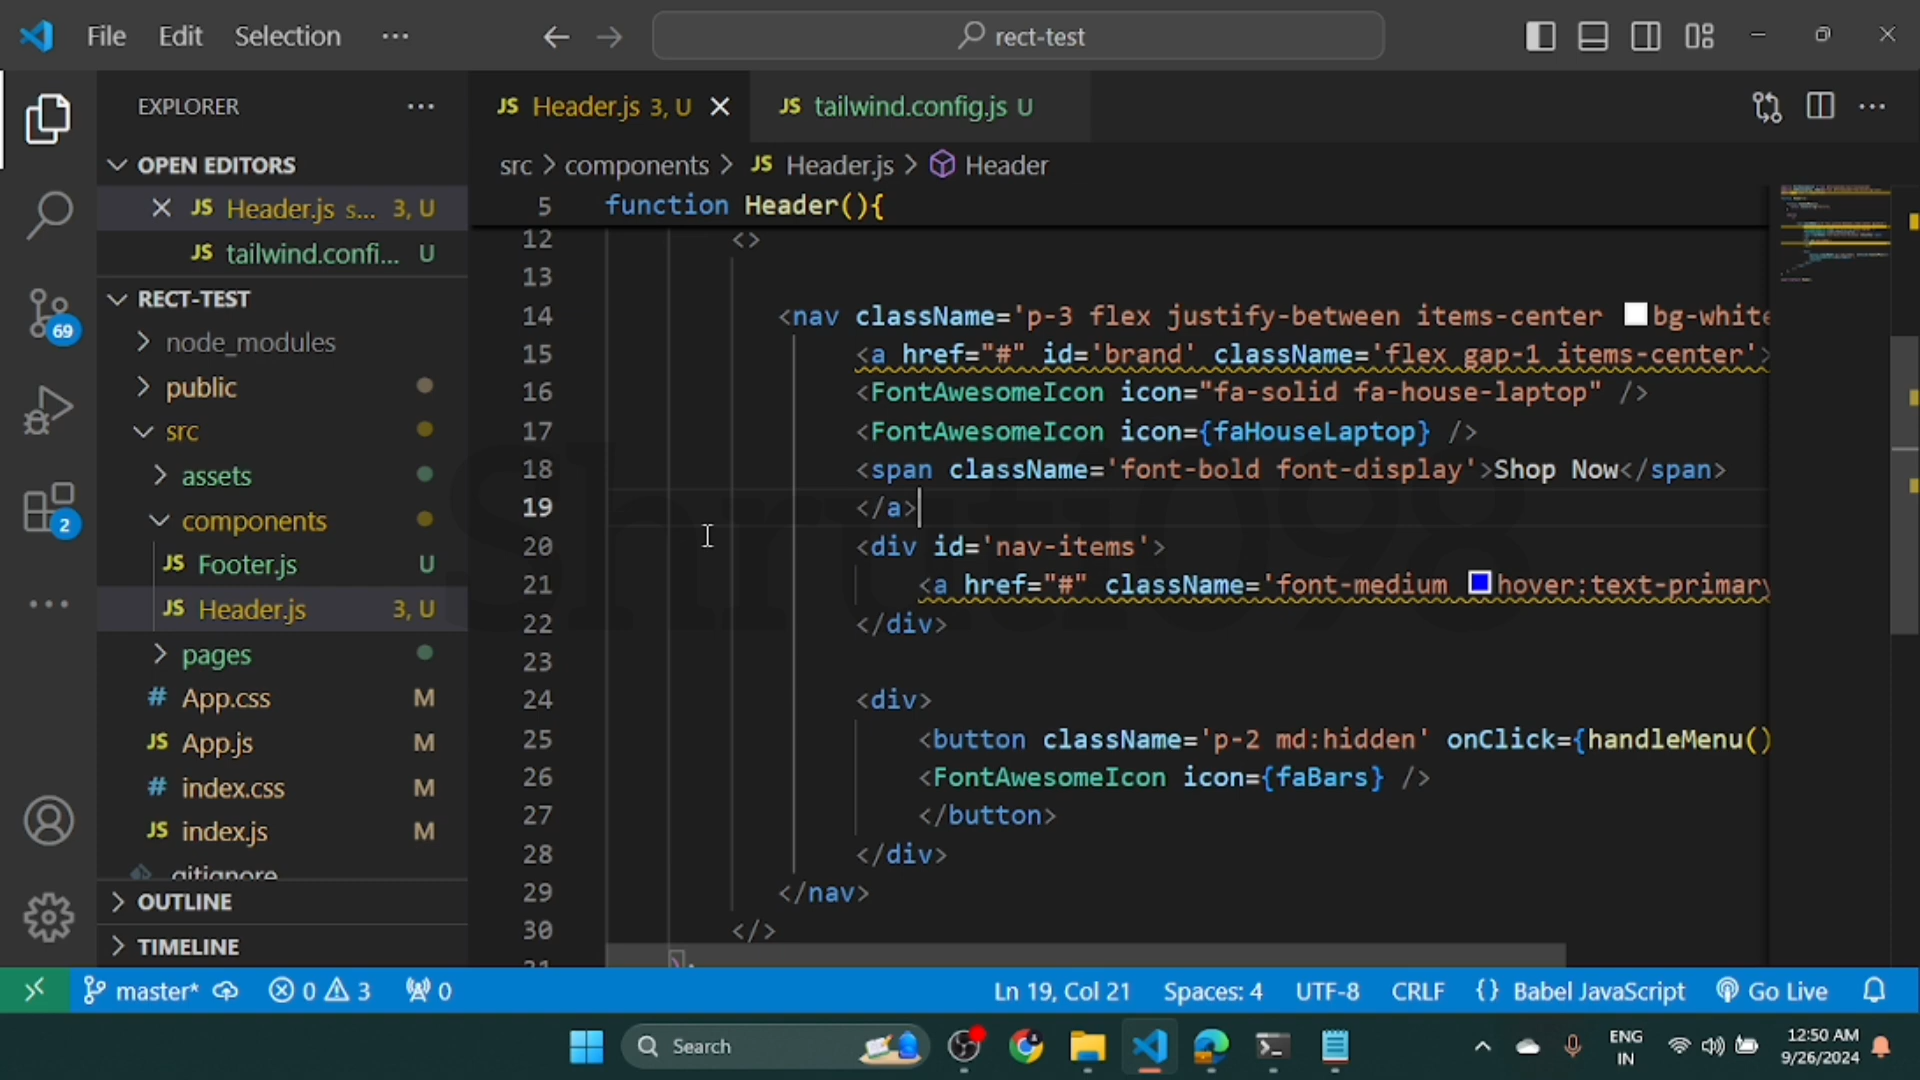 File Edit Selection ··· rect-test
EXPLORER ···
OPEN EDITORS
JS Header.js s... 3, U
JS tailwind.confi... U
RECT-TEST
node_modules
public
src
assets
components
JS Footer.js U
JS Header.js 3, U
pages
# App.css M
JS App.js M
# index.css M
JS index.js M
.gitignore
OUTLINE
TIMELINE
69
2
JS Header.js 3, U JS tailwind.config.js U
src > components > JS Header.js > Header
5 function Header(){
12 <>
13
14 <nav className='p-3 flex justify-between items-center bg-white
15 <a href="#" id='brand' className='flex gap-1 items-center'>
16 <FontAwesomeIcon icon="fa-solid fa-house-laptop" />
17 <FontAwesomeIcon icon={faHouseLaptop} />
18 <span className='font-bold font-display'>Shop Now</span>
19 </a>
20 <div id='nav-items'>
21 <a href="#" className='font-medium hover:text-primary
22 </div>
23
24 <div>
25 <button className='p-2 md:hidden' onClick={handleMenu()
26 <FontAwesomeIcon icon={faBars} />
27 </button>
28 </div>
29 </nav>
30 </>
31 );
Shruti098
master* 0 3 0 Ln 19, Col 21 Spaces: 4 UTF-8 CRLF {} Babel JavaScript Go Live
Search ENG IN 12:50 AM 9/26/2024